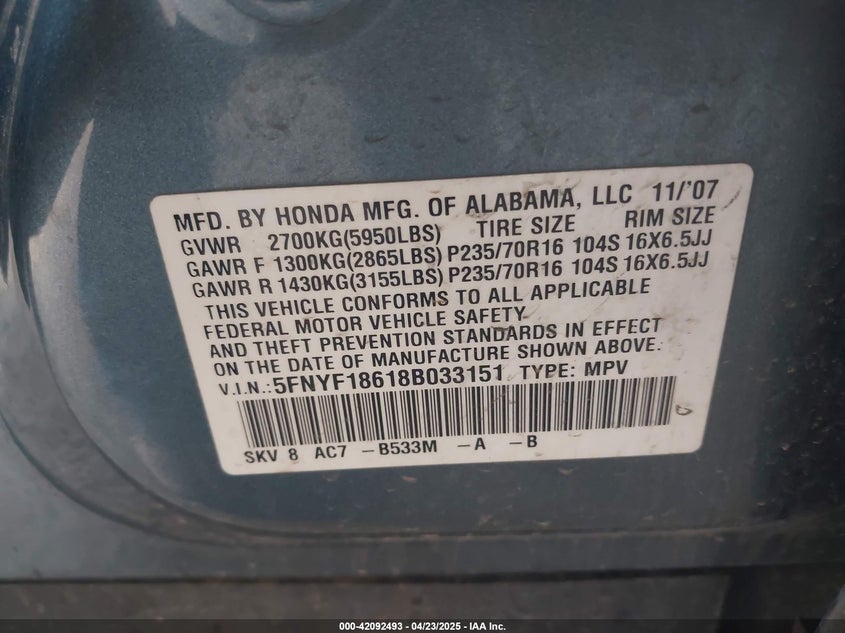 MFD. BY HONDA MFG. OF ALABAMA, LLC 11/'07
GVWR 2700KG(5950LBS) TIRE SIZE RIM SIZE
GAWR F 1300KG(2865LBS) P235/70R16 104S 16X6.5JJ
GAWR R 1430KG(3155LBS) P235/70R16 104S 16X6.5JJ
THIS VEHICLE CONFORMS TO ALL APPLICABLE
FEDERAL MOTOR VEHICLE SAFETY
AND THEFT PREVENTION STANDARDS IN EFFECT
ON THE DATE OF MANUFACTURE SHOWN ABOVE.
V.I.N.:5FNYF18618B033151 TYPE: MPV
SKV 8 AC7 -B533M -A -B
000-42092493 - 04/23/2025 - IAA Inc.